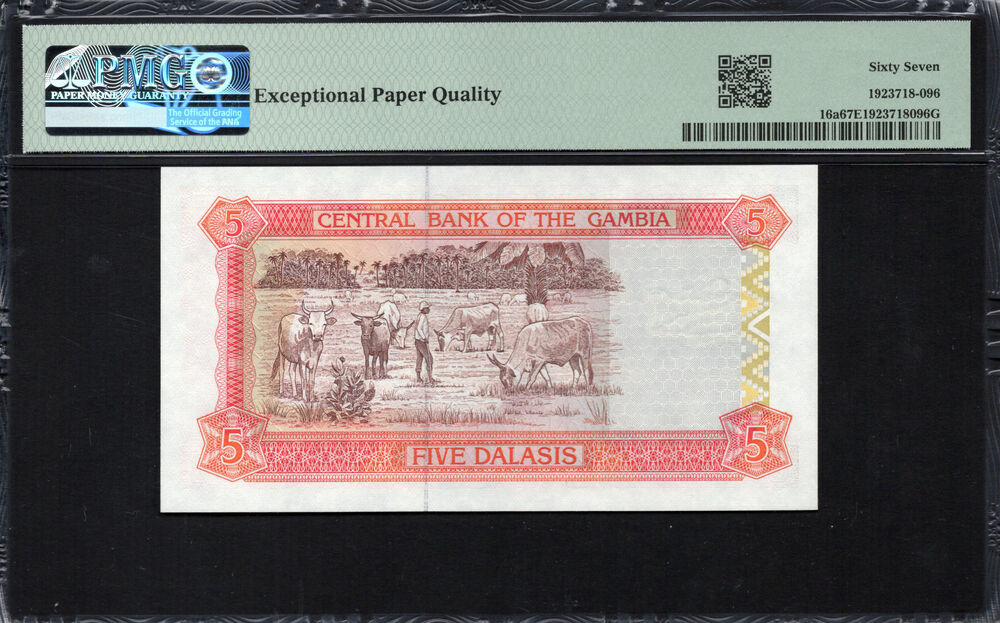 PMG
PAPER MONEY GUARANTY
The Official Grading
Service of the ANA
Exceptional Paper Quality
Sixty Seven
1923718-096
16a67E1923718096G
5 CENTRAL BANK OF THE GAMBIA 5
5 FIVE DALASIS 5